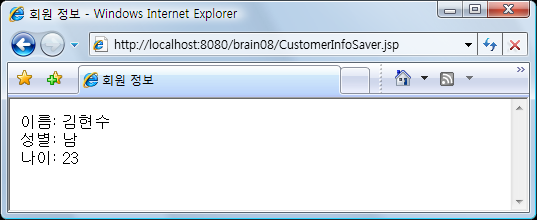 회원 정보 - Windows Internet Explorer
http://localhost:8080/brain08/CustomerInfoSaver.jsp
회원 정보
이름: 김현수
성별: 남
나이: 23